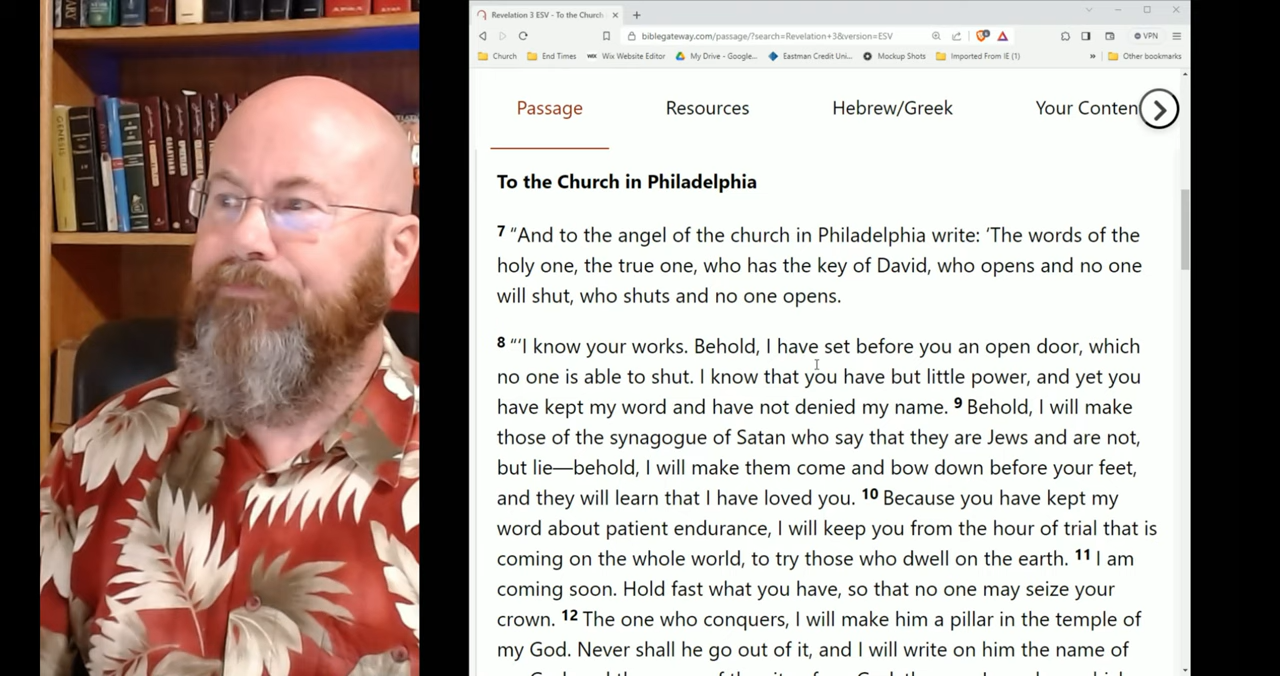 Revelation 3 ESV - To the Church
biblegateway.com/passage/?search=Revelation+3&version=ESV
VPN
Church
End Times
WIX Wix Website Editor
My Drive - Google...
Eastman Credit Uni...
Mockup Shots
Imported From IE (1)
»
Other bookmarks
Passage
Resources
Hebrew/Greek
Your Conten
To the Church in Philadelphia
7 “And to the angel of the church in Philadelphia write: ‘The words of the
holy one, the true one, who has the key of David, who opens and no one
will shut, who shuts and no one opens.
8 “‘I know your works. Behold, I have set before you an open door, which
no one is able to shut. I know that you have but little power, and yet you
have kept my word and have not denied my name. 9 Behold, I will make
those of the synagogue of Satan who say that they are Jews and are not,
but lie—behold, I will make them come and bow down before your feet,
and they will learn that I have loved you. 10 Because you have kept my
word about patient endurance, I will keep you from the hour of trial that is
coming on the whole world, to try those who dwell on the earth. 11 I am
coming soon. Hold fast what you have, so that no one may seize your
crown. 12 The one who conquers, I will make him a pillar in the temple of
my God. Never shall he go out of it, and I will write on him the name of
GENESIS